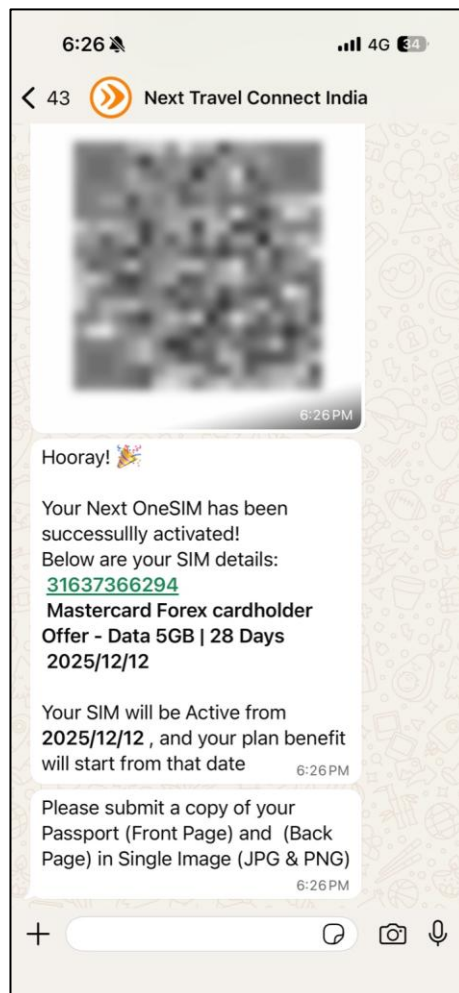 6:26
4G 34
43 Next Travel Connect India
6:26 PM
Hooray! 🎉
Your Next OneSIM has been
successfullly activated!
Below are your SIM details:
31637366294
Mastercard Forex cardholder
Offer - Data 5GB | 28 Days
2025/12/12
Your SIM will be Active from
2025/12/12 , and your plan benefit
will start from that date
6:26 PM
Please submit a copy of your
Passport (Front Page) and (Back
Page) in Single Image (JPG & PNG)
6:26 PM